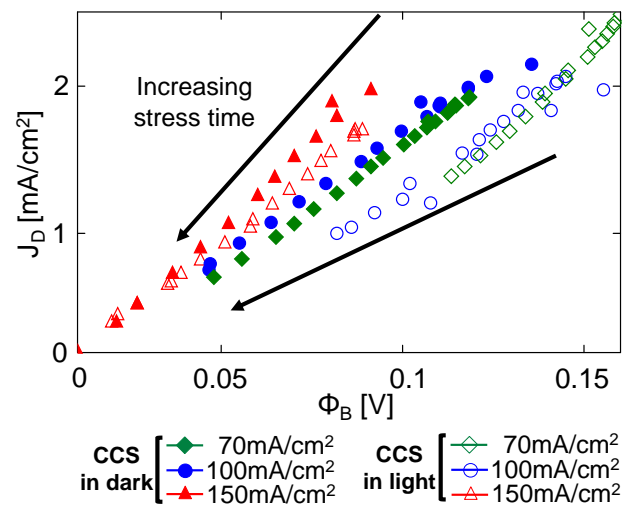 J_D [mA/cm²]
2
1
0
Increasing
stress time
0 0.05 0.1 0.15
Φ_B [V]
CCS
in dark
70mA/cm²
100mA/cm²
150mA/cm²
CCS
in light
70mA/cm²
100mA/cm²
150mA/cm²